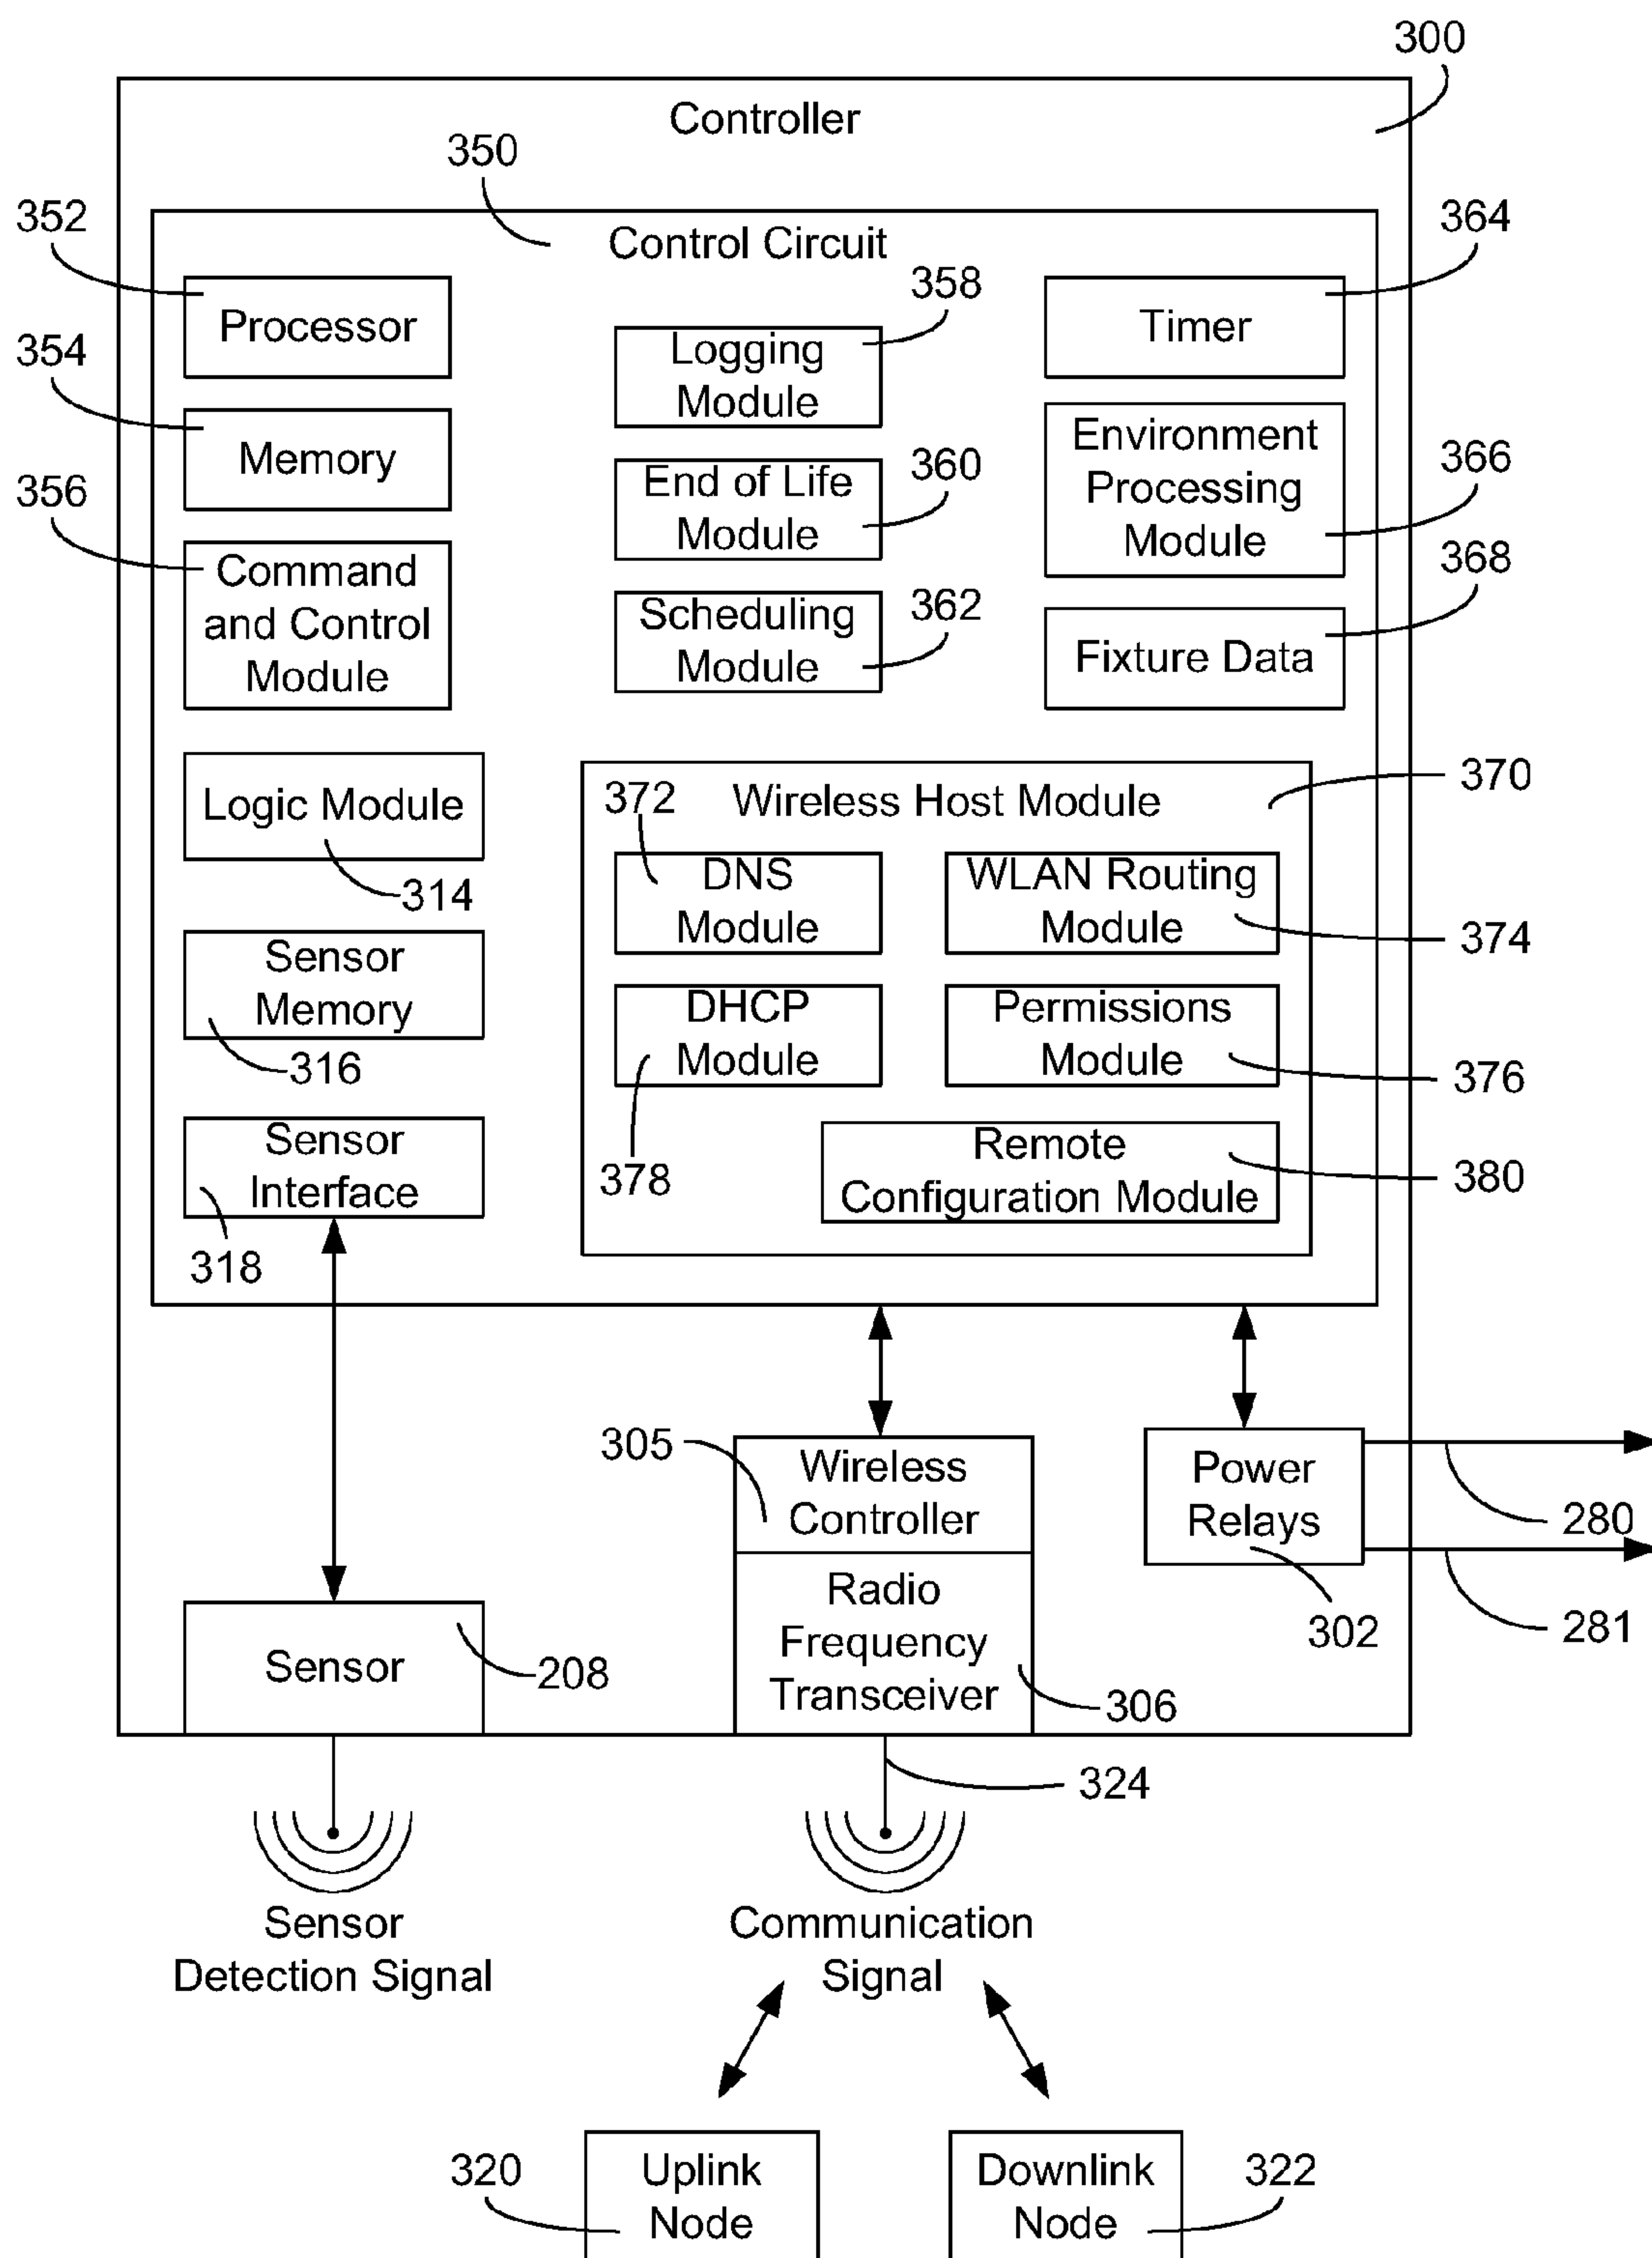 300
Controller
350
352
364
Control Circuit
358
Processor
Logging
Module
Timer
354
Memory
360
End of Life
Module
Environment
Processing
Module
366
356
Command
and Control
Module
362
Scheduling
Module
368
Fixture Data
Logic Module
314
370
372
Wireless Host Module
DNS
Module
WLAN Routing
Module
374
Sensor
Memory
316
DHCP
Module
Permissions
Module
376
Sensor
Interface
378
Remote
Configuration Module
380
318
305
Wireless
Controller
Power
Relays
280
Radio
Frequency
Transceiver
302
281
Sensor
208
306
324
Sensor
Detection Signal
Communication
Signal
320
Uplink
Node
Downlink
Node
322